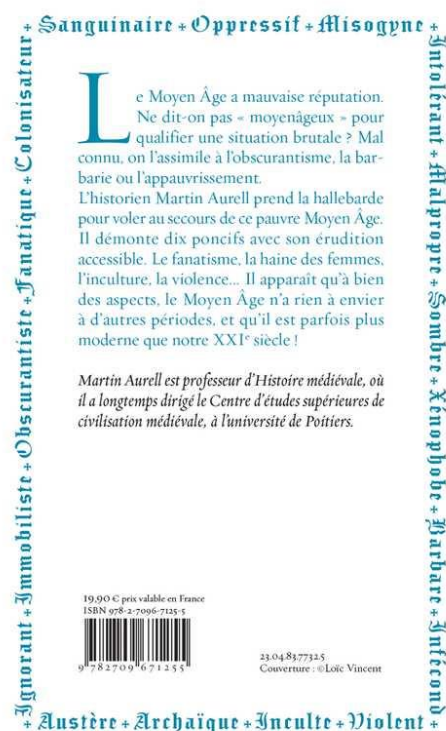 Sanguinaire + Oppressif + Misogyne +
Intolérant + Malpropre + Sombre + Xénophobe + Barbare + Infécond +
Austère + Archaïque + Inculte + Violent +
Ignorant + Immobiliste + Obscurantiste + Fanatique + Colonisateur +
Le Moyen Âge a mauvaise réputation.
Ne dit-on pas « moyenâgeux » pour
qualifier une situation brutale ? Mal
connu, on l’assimile à l’obscurantisme, la bar-
barie ou l’appauvrissement.
L’historien Martin Aurell prend la hallebarde
pour voler au secours de ce pauvre Moyen Âge.
Il démonte dix poncifs avec son érudition
accessible. Le fanatisme, la haine des femmes,
l’inculture, la violence... Il apparaît qu’à bien
des aspects, le Moyen Âge n’a rien à envier
à d’autres périodes, et qu’il est parfois plus
moderne que notre XXIe siècle !
Martin Aurell est professeur d’Histoire médiévale, où
il a longtemps dirigé le Centre d’études supérieures de
civilisation médiévale, à l’université de Poitiers.
19,90 € prix valable en France
ISBN 978-2-7096-7125-5
9 782709 671255
23.04.83.7732.5
Couverture : ©Loïc Vincent